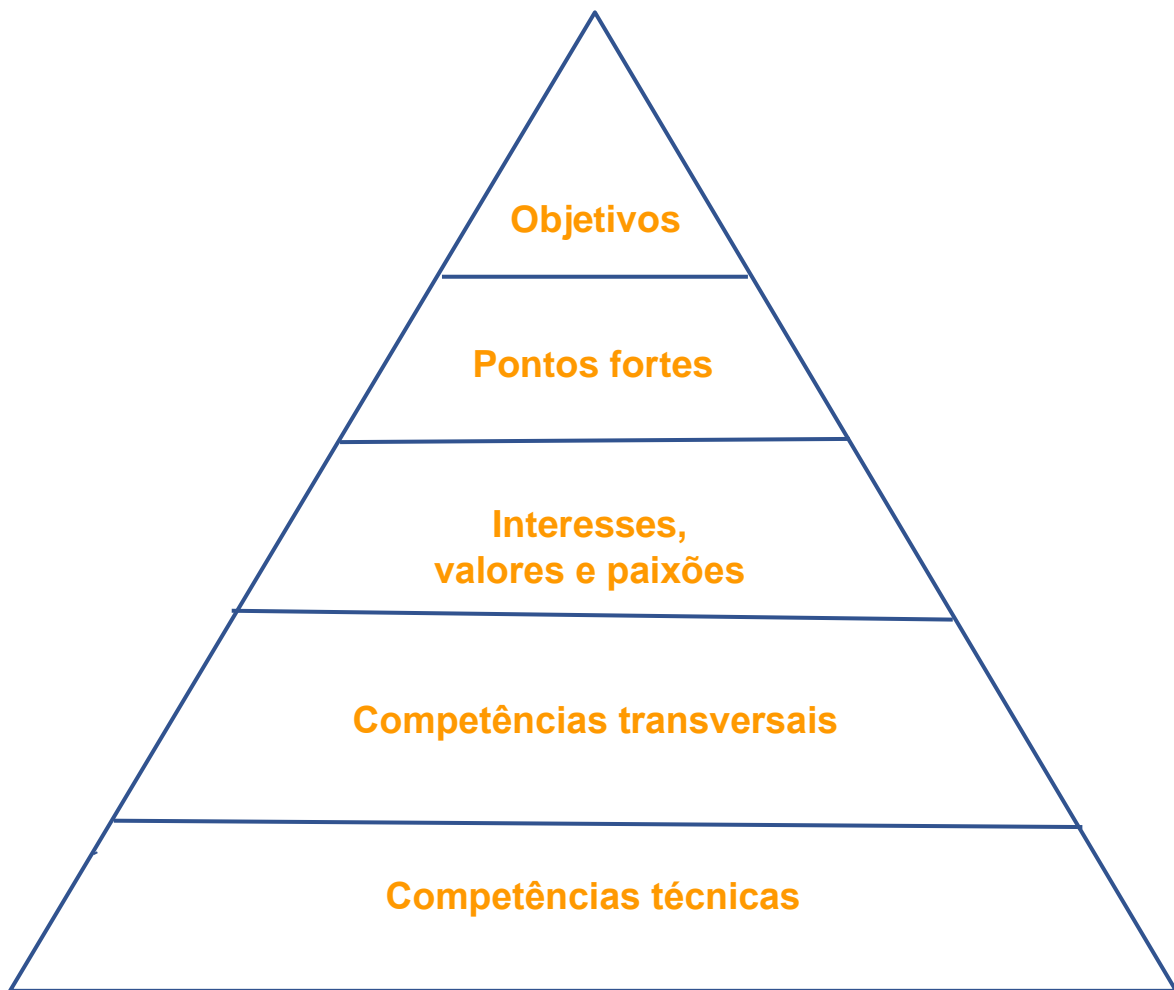 Objetivos
Pontos fortes
Interesses,
valores e paixões
Competências transversais
Competências técnicas